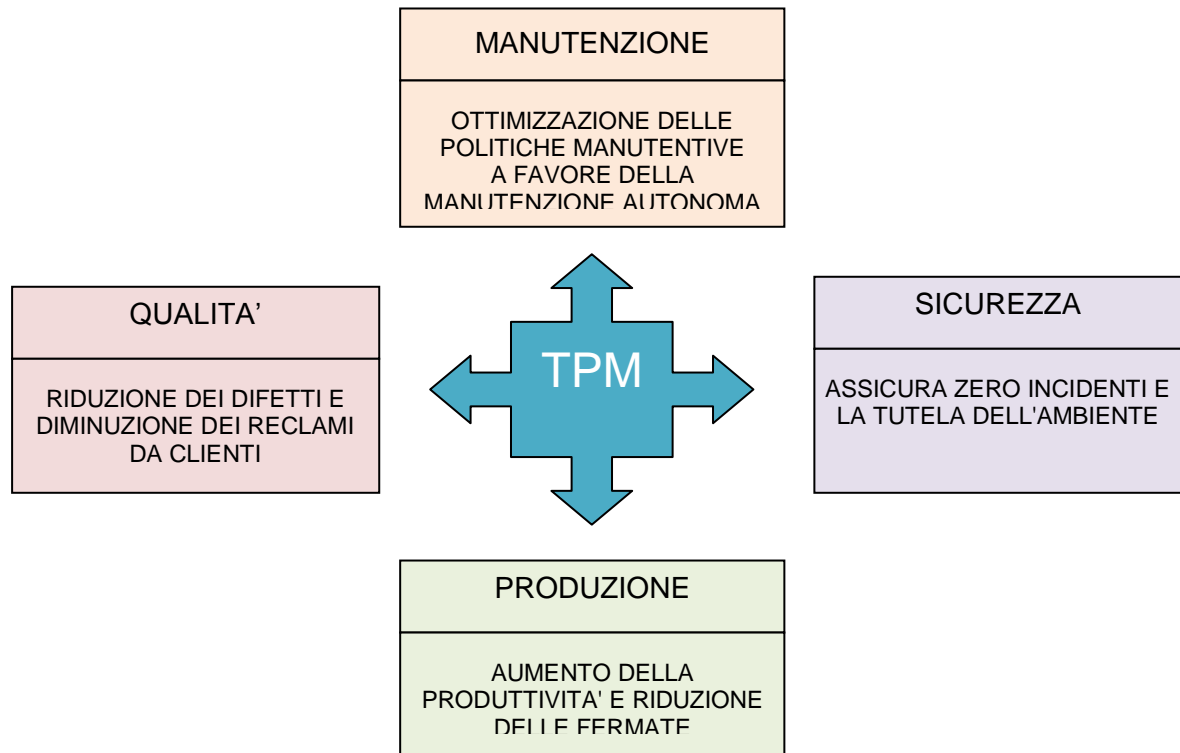 MANUTENZIONE
OTTIMIZZAZIONE DELLE
POLITICHE MANUTENTIVE
A FAVORE DELLA
MANUTENZIONE AUTONOMA
QUALITA’
RIDUZIONE DEI DIFETTI E
DIMINUZIONE DEI RECLAMI
DA CLIENTI
TPM
SICUREZZA
ASSICURA ZERO INCIDENTI E
LA TUTELA DELL'AMBIENTE
PRODUZIONE
AUMENTO DELLA
PRODUTTIVITA’ E RIDUZIONE
DELLE FERMATE